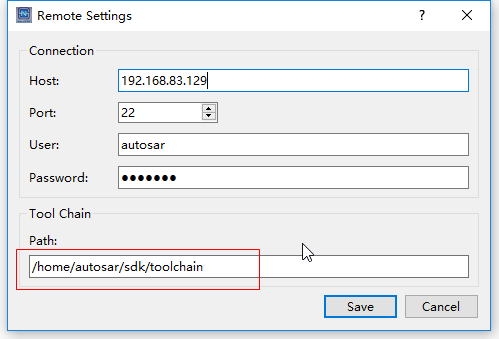 Remote Settings ?
Connection
Host: 192.168.83.129
Port: 22
User: autosar
Password: ●●●●●●●
Tool Chain
Path:
/home/autosar/sdk/toolchain
Save Cancel